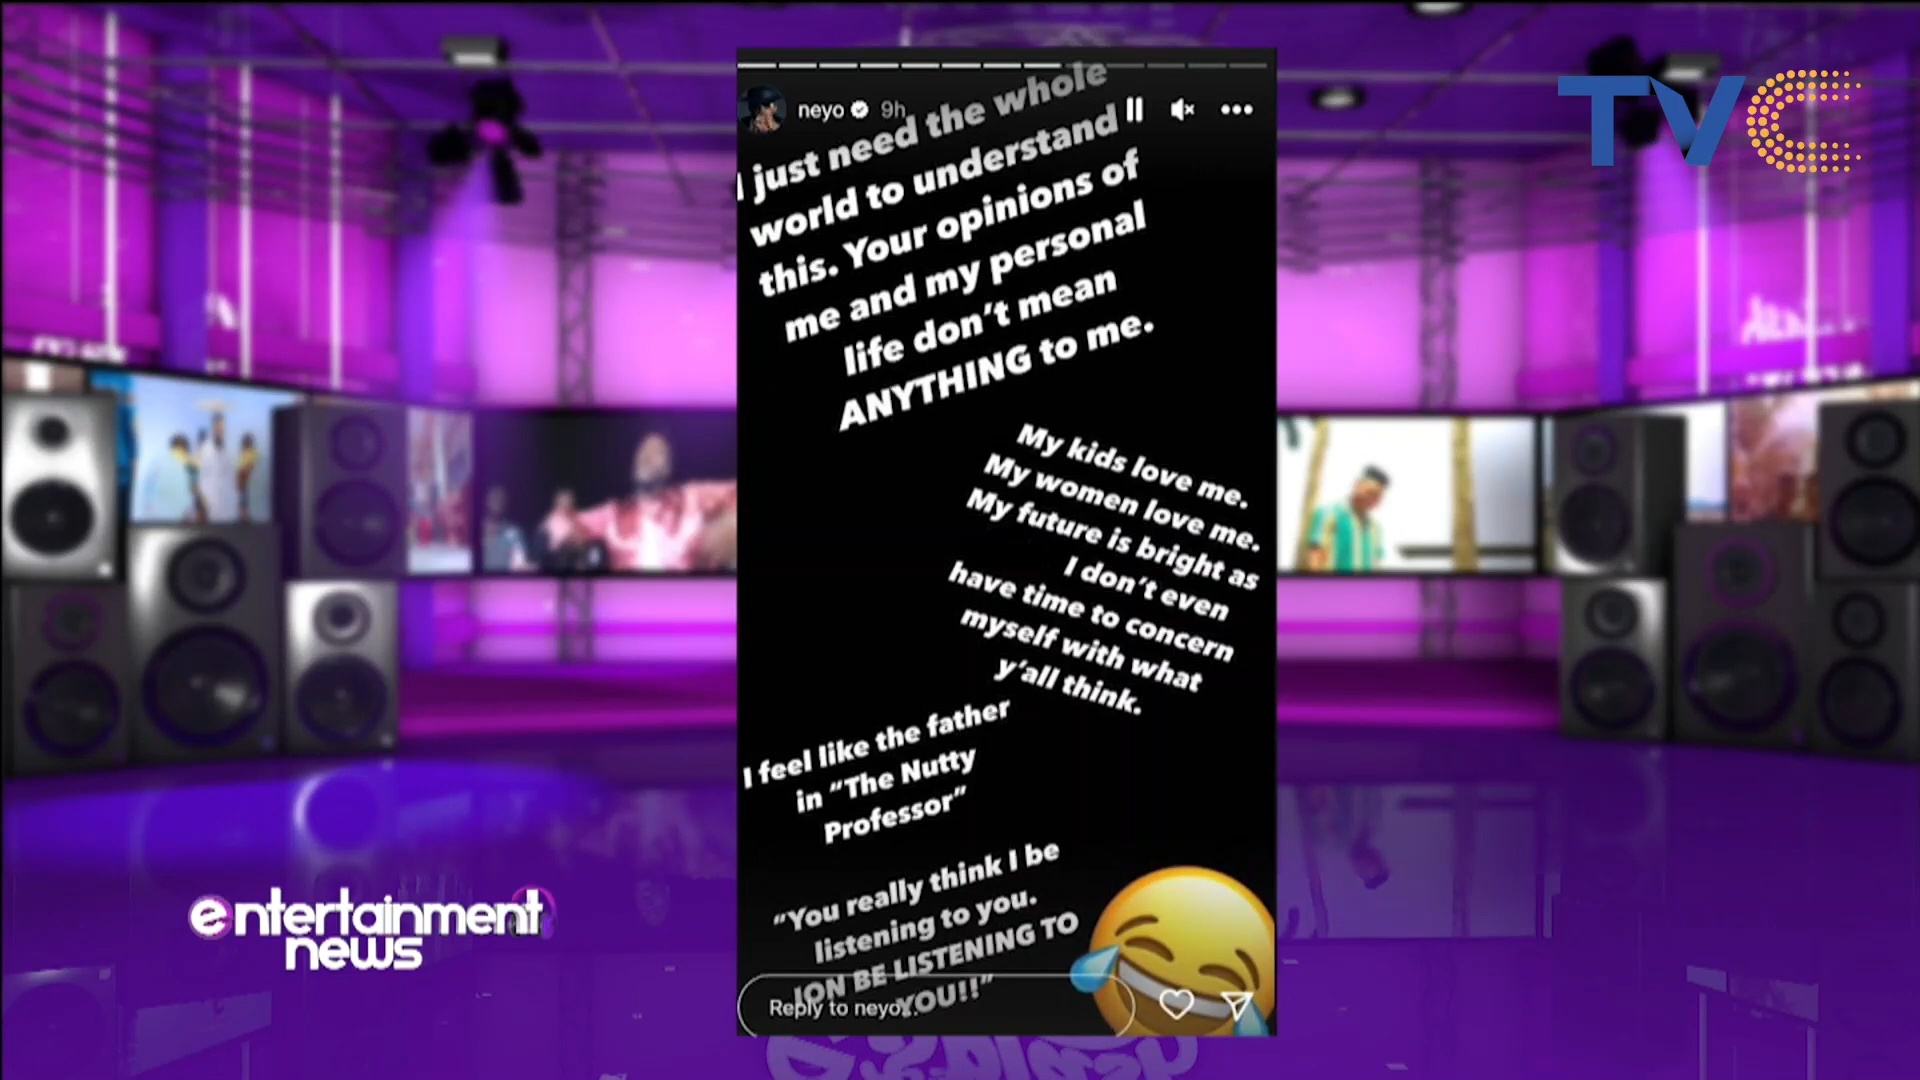 TVC
neyo 9h
I just need the whole
world to understand
this. Your opinions of
me and my personal
life don't mean
ANYTHING to me.
My kids love me.
My women love me.
My future is bright as
I don't even
have time to concern
myself with what
y'all think.
I feel like the father
in "The Nutty
Professor"
"You really think I be
listening to you.
ION BE LISTENING TO
YOU!!"
Reply to neyo...
entertainment
news